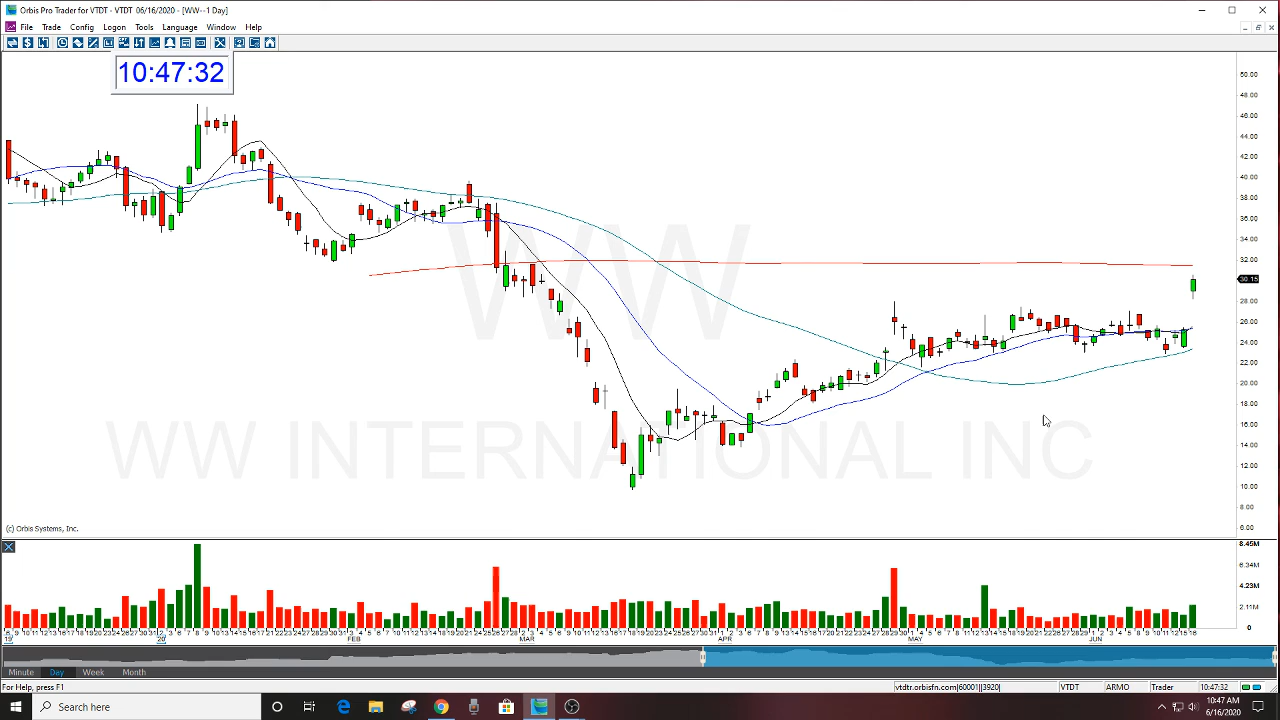 Orbis Pro Trader for VTDT - VTDT 06/16/2020 - [WW--1 Day]
File Trade Config Logon Tools Language Window Help
10:47:32
50.00
48.00
46.00
44.00
42.00
40.00
38.00
36.00
34.00
32.00
30.15
28.00
26.00
24.00
22.00
20.00
18.00
16.00
14.00
12.00
10.00
8.00
6.00
WW
WW INTERNATIONAL INC
(c) Orbis Systems, Inc.
8.45M
6.34M
4.23M
2.11M
0
20 FEB MAR APR MAY JUN
Minute Day Week Month
For Help, press F1 vtdtr.orbisfn.com|60001||3920| VTDT ARMO Trader 10:47:32
Search here
10:47 AM
6/16/2020